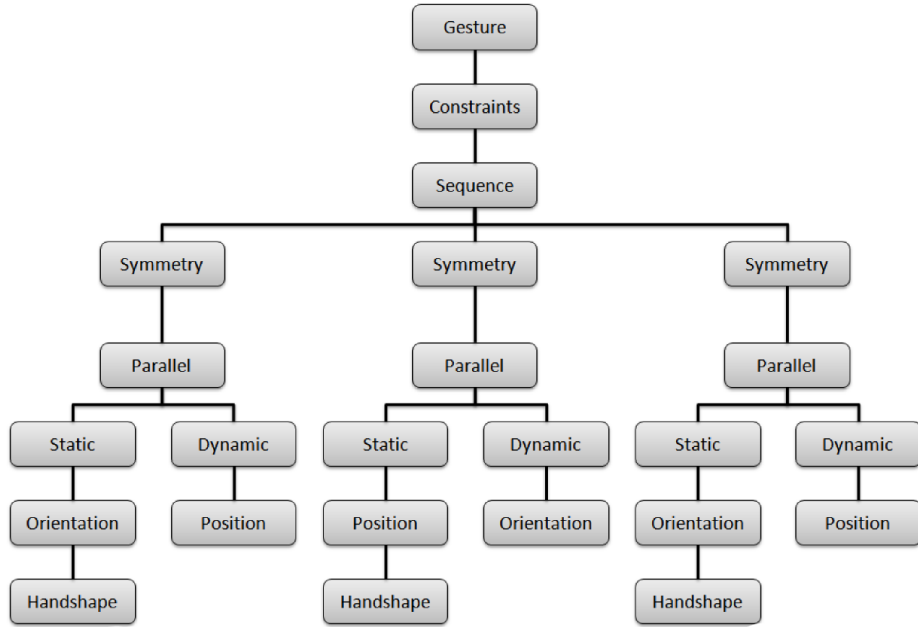 Gesture
Constraints
Sequence
Symmetry Symmetry Symmetry
Parallel Parallel Parallel
Static Dynamic Static Dynamic Static Dynamic
Orientation Position Position Orientation Orientation Position
Handshape Handshape Handshape